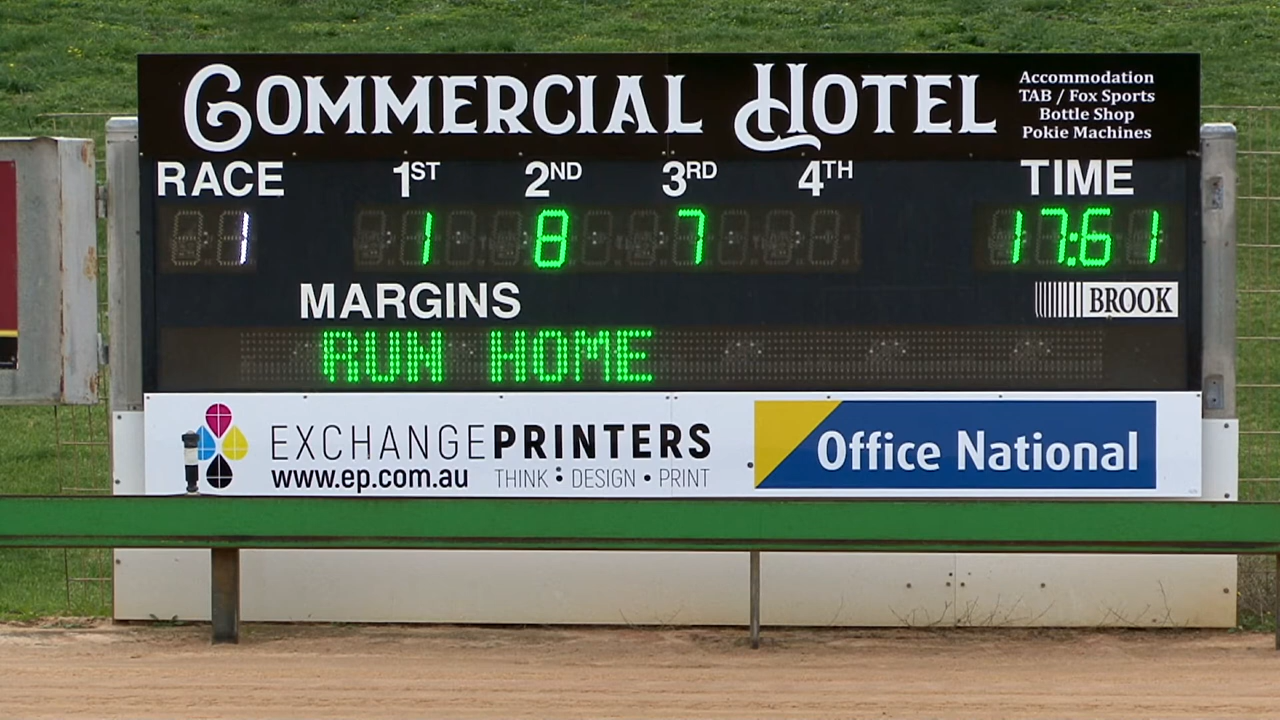 COMMERCIAL HOTEL
Accommodation
TAB / Fox Sports
Bottle Shop
Pokie Machines
RACE 1ST 2ND 3RD 4TH TIME
1 1 8 7 17:61
MARGINS
BROOK
RUN HOME
EXCHANGEPRINTERS
www.ep.com.au THINK : DESIGN • PRINT
Office National